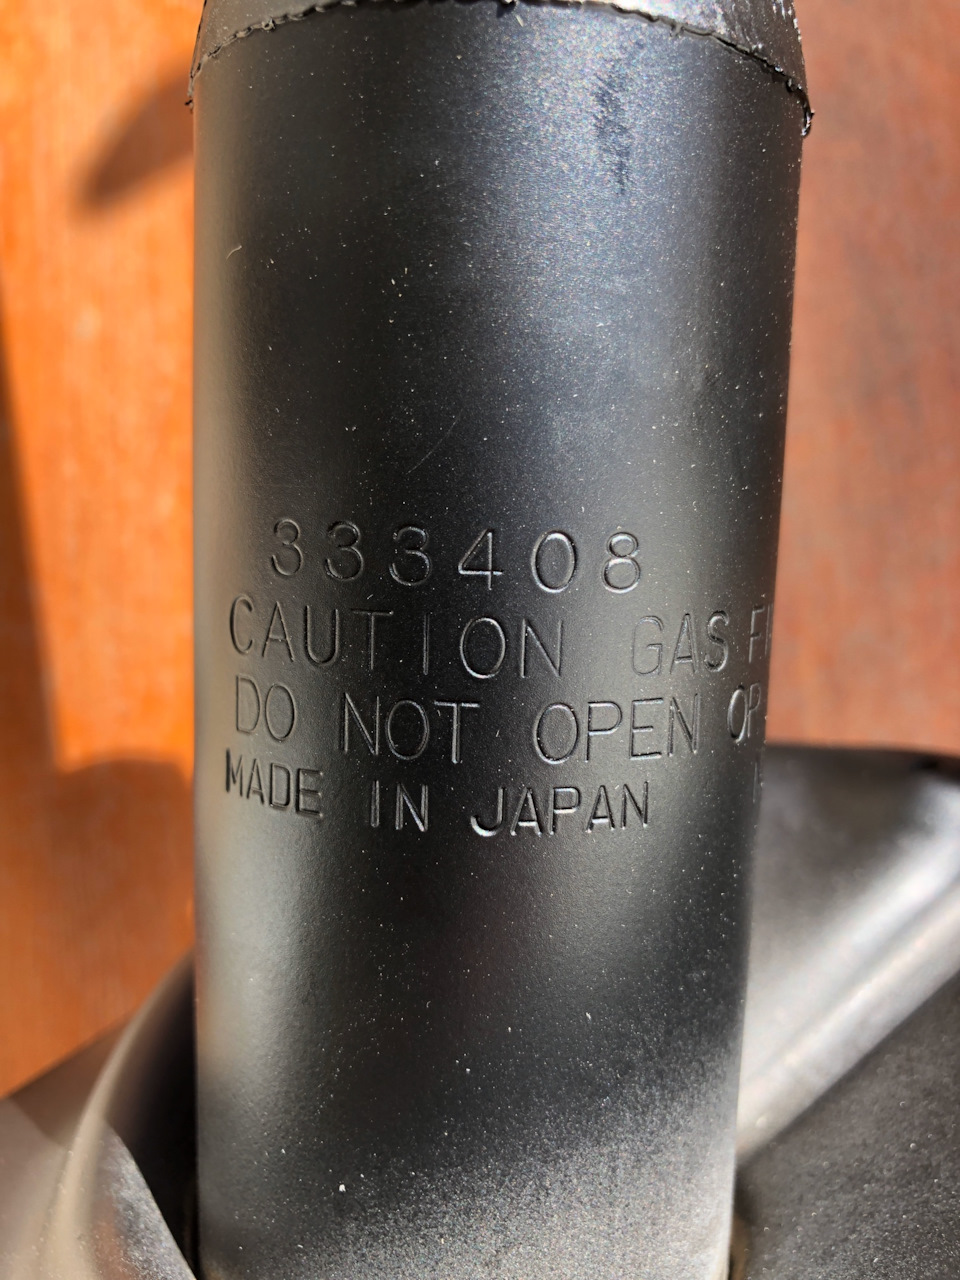 333408
CAUTION GAS
DO NOT OPEN
MADE IN JAPAN